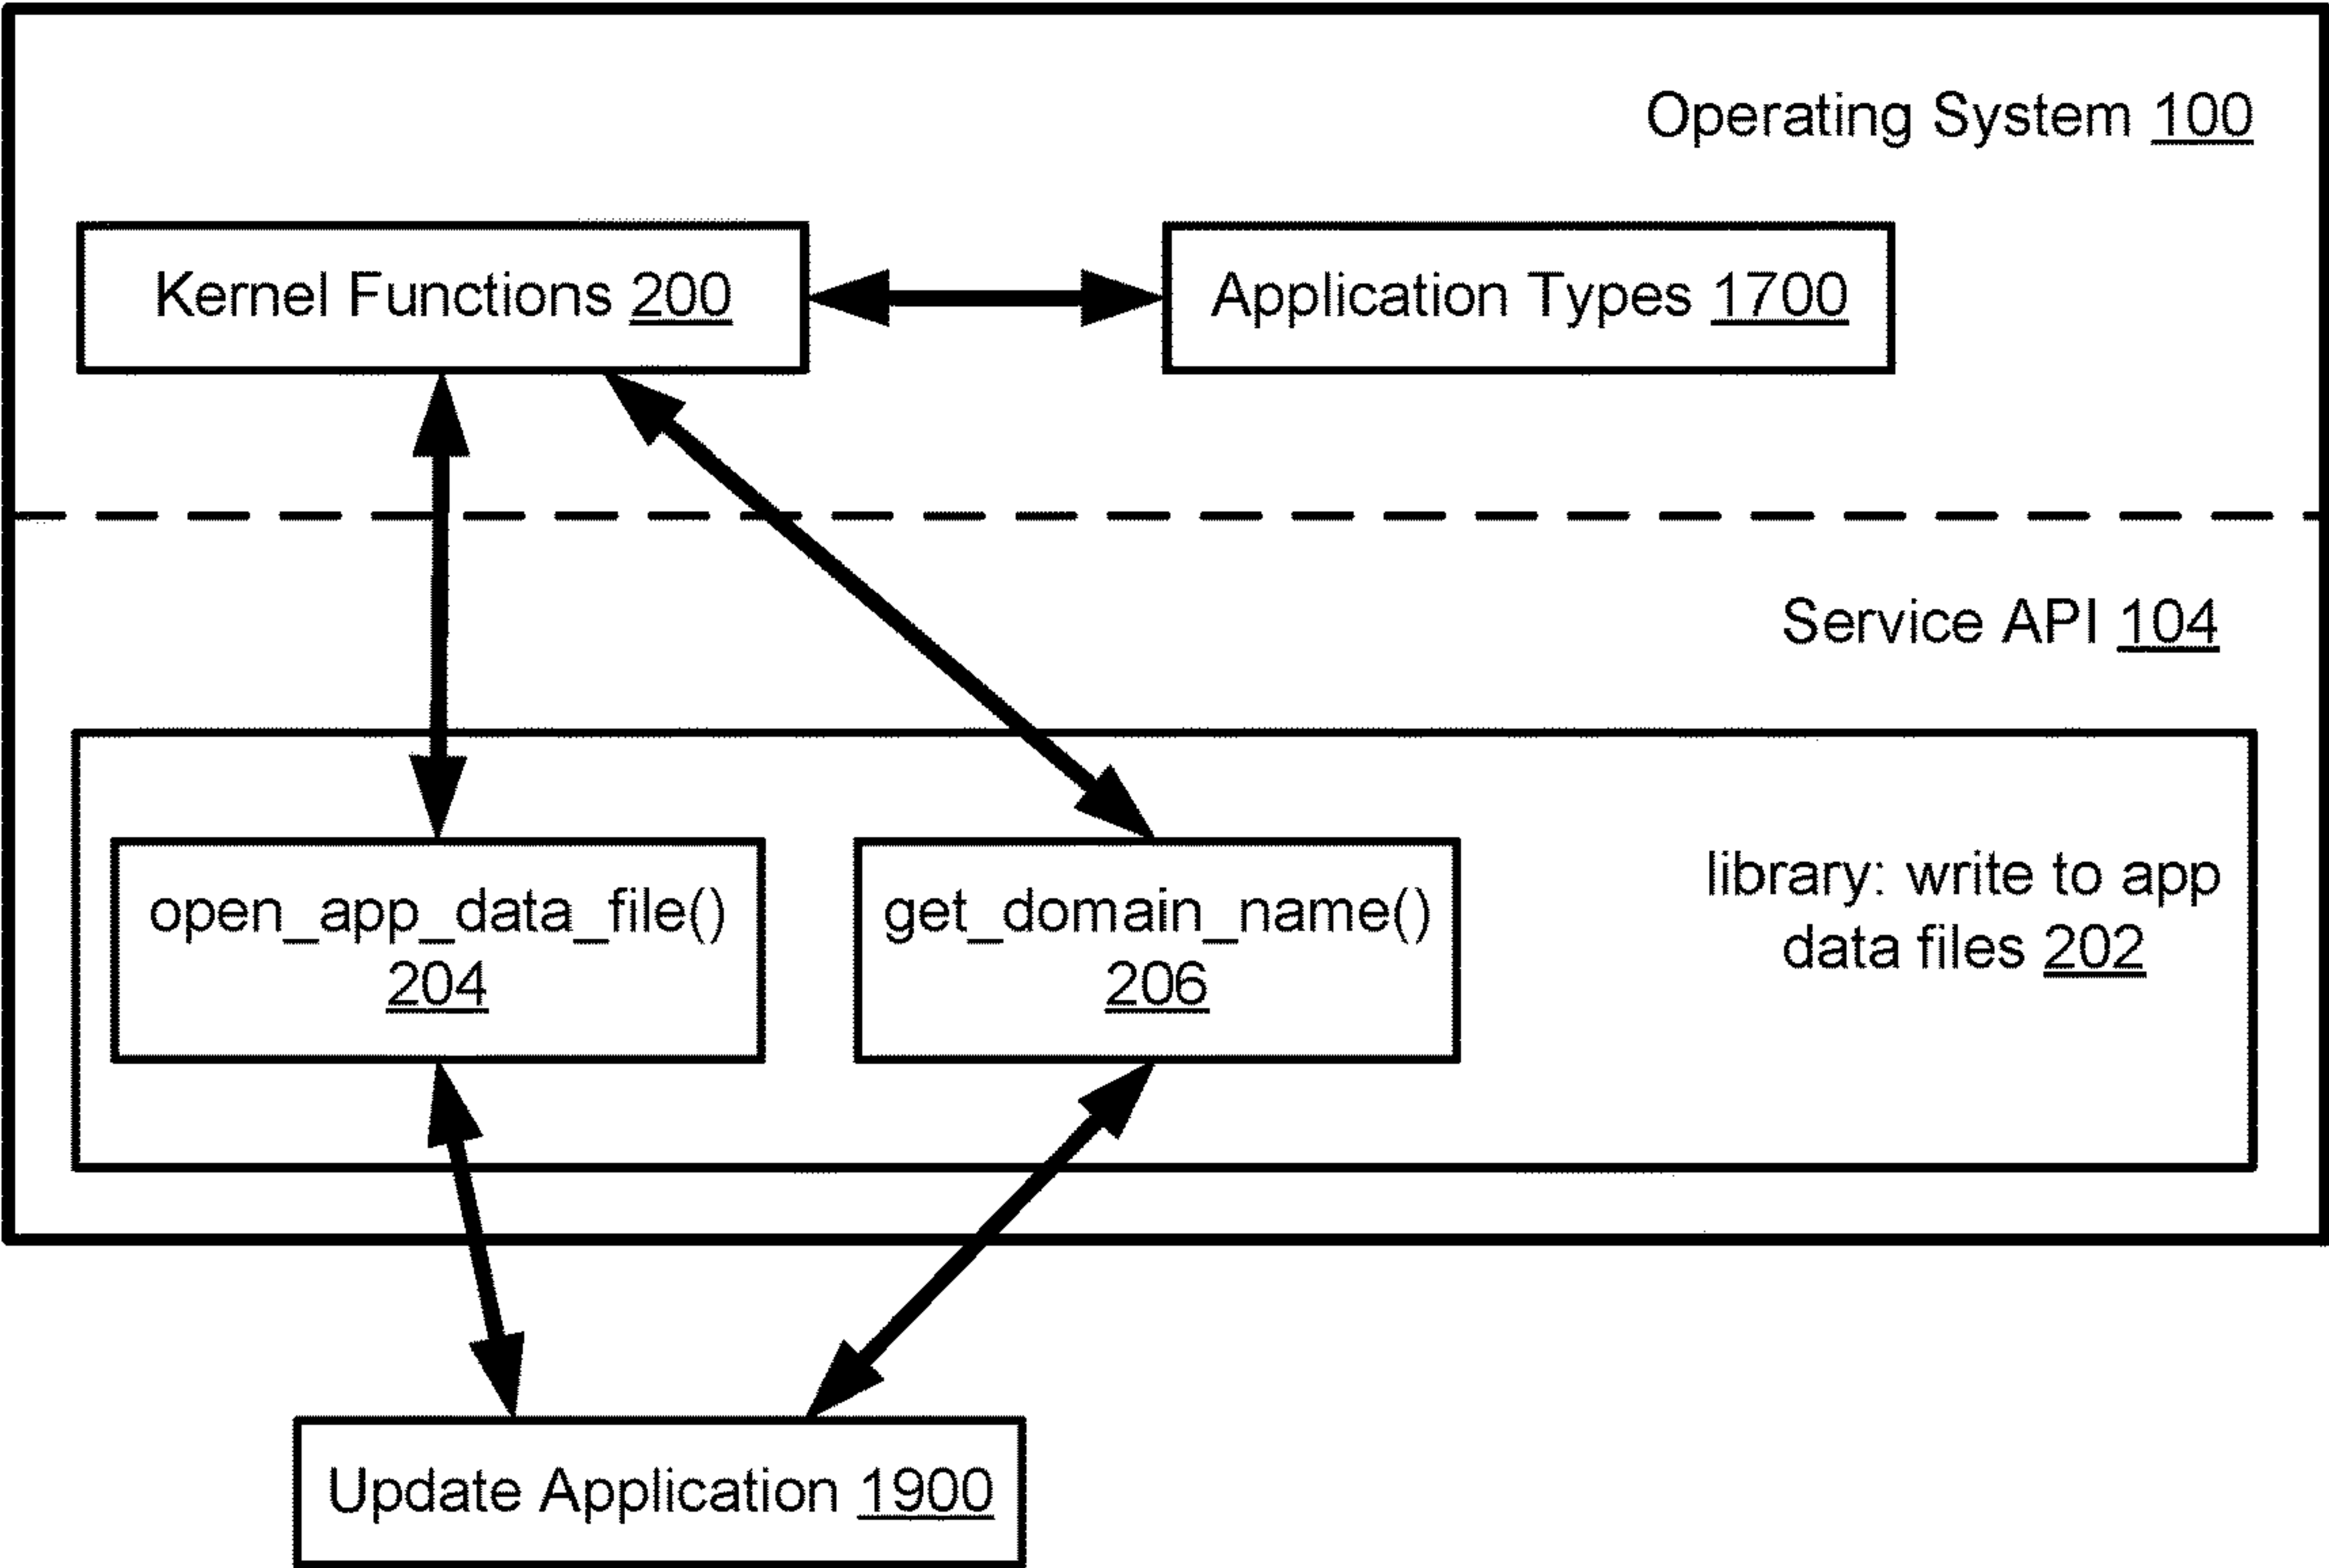 Operating System 100
Kernel Functions 200
Application Types 1700
Service API 104
open_app_data_file()
204
get_domain_name()
206
library: write to app
data files 202
Update Application 1900